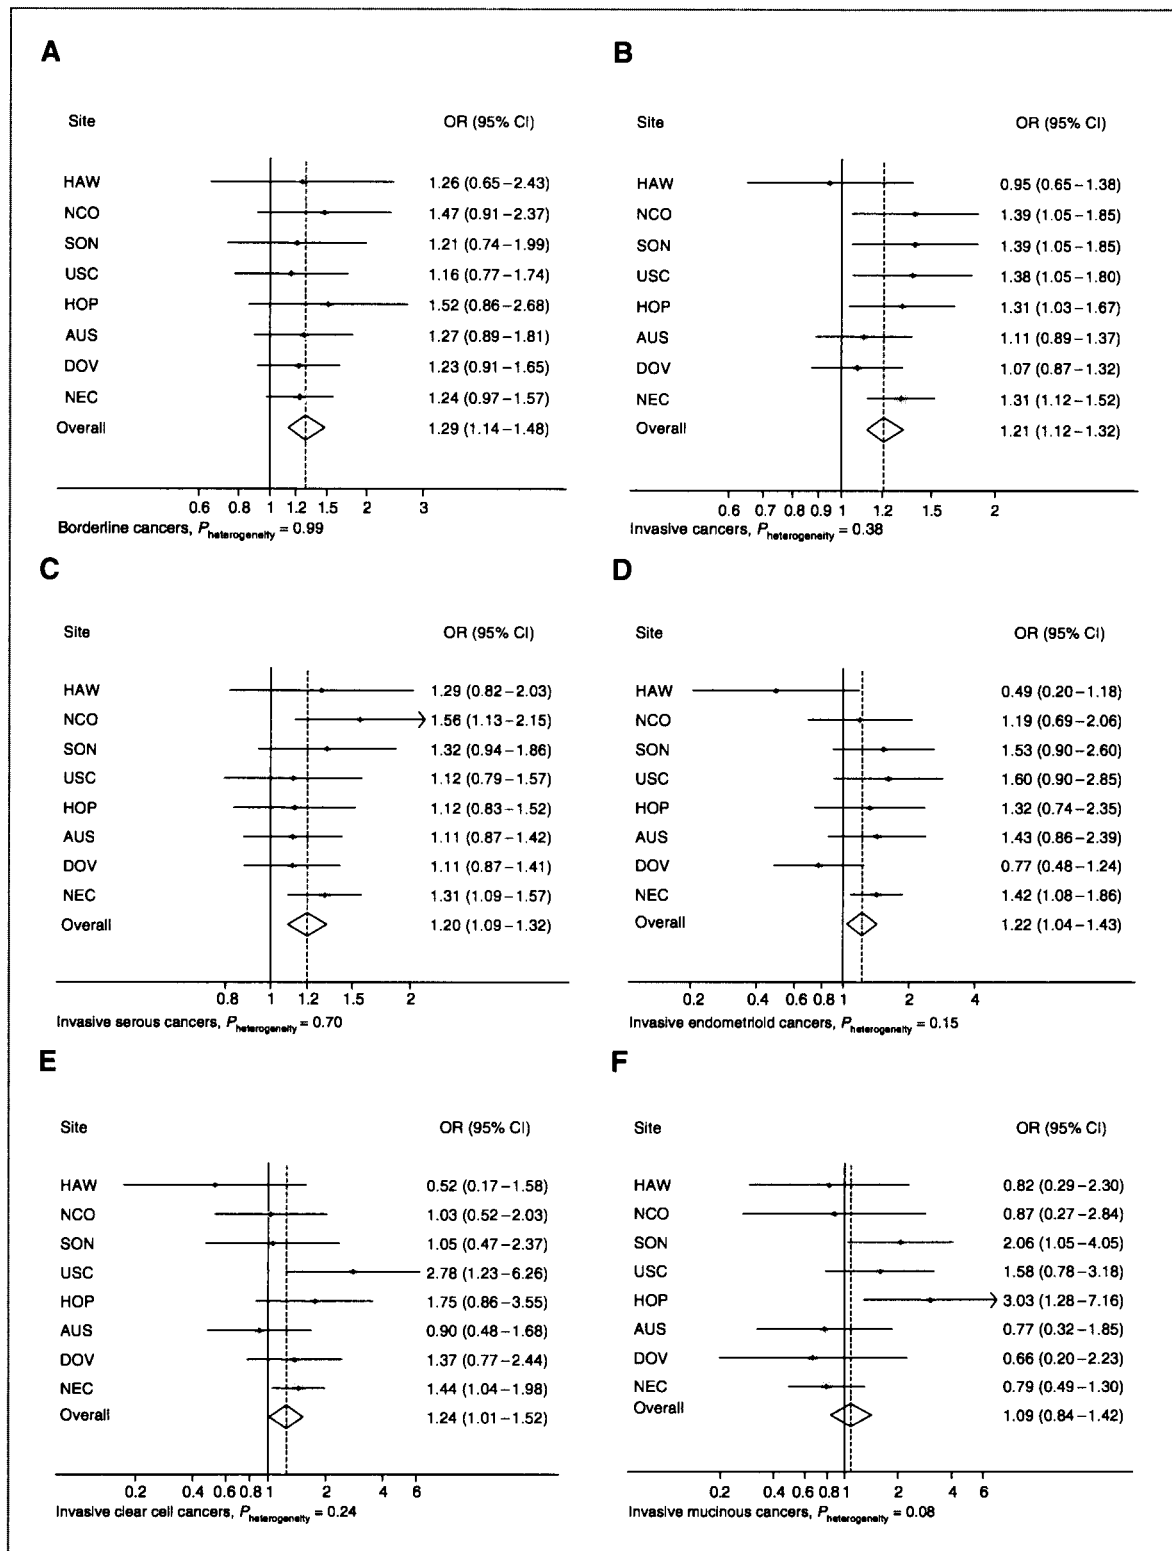 A
Site OR (95% CI)
HAW 1.26 (0.65–2.43)
NCO 1.47 (0.91–2.37)
SON 1.21 (0.74–1.99)
USC 1.16 (0.77–1.74)
HOP 1.52 (0.86–2.68)
AUS 1.27 (0.89–1.81)
DOV 1.23 (0.91–1.65)
NEC 1.24 (0.97–1.57)
Overall 1.29 (1.14–1.48)
0.6 0.8 1 1.2 1.5 2 3
Borderline cancers, Pheterogeneity = 0.99
B
Site OR (95% CI)
HAW 0.95 (0.65–1.38)
NCO 1.39 (1.05–1.85)
SON 1.39 (1.05–1.85)
USC 1.38 (1.05–1.80)
HOP 1.31 (1.03–1.67)
AUS 1.11 (0.89–1.37)
DOV 1.07 (0.87–1.32)
NEC 1.31 (1.12–1.52)
Overall 1.21 (1.12–1.32)
0.6 0.7 0.8 0.9 1 1.2 1.5 2
Invasive cancers, Pheterogeneity = 0.38
C
Site OR (95% CI)
HAW 1.29 (0.82–2.03)
NCO 1.56 (1.13–2.15)
SON 1.32 (0.94–1.86)
USC 1.12 (0.79–1.57)
HOP 1.12 (0.83–1.52)
AUS 1.11 (0.87–1.42)
DOV 1.11 (0.87–1.41)
NEC 1.31 (1.09–1.57)
Overall 1.20 (1.09–1.32)
0.8 1 1.2 1.5 2
Invasive serous cancers, Pheterogeneity = 0.70
D
Site OR (95% CI)
HAW 0.49 (0.20–1.18)
NCO 1.19 (0.69–2.06)
SON 1.53 (0.90–2.60)
USC 1.60 (0.90–2.85)
HOP 1.32 (0.74–2.35)
AUS 1.43 (0.86–2.39)
DOV 0.77 (0.48–1.24)
NEC 1.42 (1.08–1.86)
Overall 1.22 (1.04–1.43)
0.2 0.4 0.6 0.8 1 2 4
Invasive endometrioid cancers, Pheterogeneity = 0.15
E
Site OR (95% CI)
HAW 0.52 (0.17–1.58)
NCO 1.03 (0.52–2.03)
SON 1.05 (0.47–2.37)
USC 2.78 (1.23–6.26)
HOP 1.75 (0.86–3.55)
AUS 0.90 (0.48–1.68)
DOV 1.37 (0.77–2.44)
NEC 1.44 (1.04–1.98)
Overall 1.24 (1.01–1.52)
0.2 0.4 0.6 0.8 1 2 4 6
Invasive clear cell cancers, Pheterogeneity = 0.24
F
Site OR (95% CI)
HAW 0.82 (0.29–2.30)
NCO 0.87 (0.27–2.84)
SON 2.06 (1.05–4.05)
USC 1.58 (0.78–3.18)
HOP 3.03 (1.28–7.16)
AUS 0.77 (0.32–1.85)
DOV 0.66 (0.20–2.23)
NEC 0.79 (0.49–1.30)
Overall 1.09 (0.84–1.42)
0.2 0.4 0.6 0.8 1 2 4 6
Invasive mucinous cancers, Pheterogeneity = 0.08